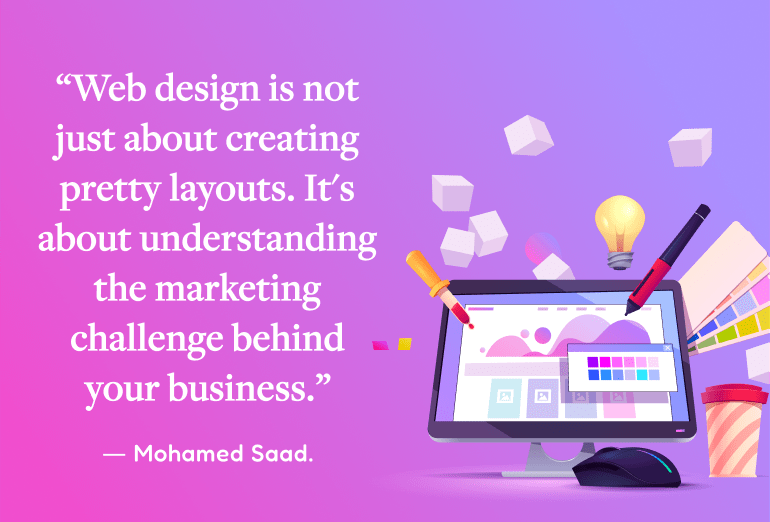 “Web design is not
just about creating
pretty layouts. It's
about understanding
the marketing
challenge behind
your business.”
— Mohamed Saad.